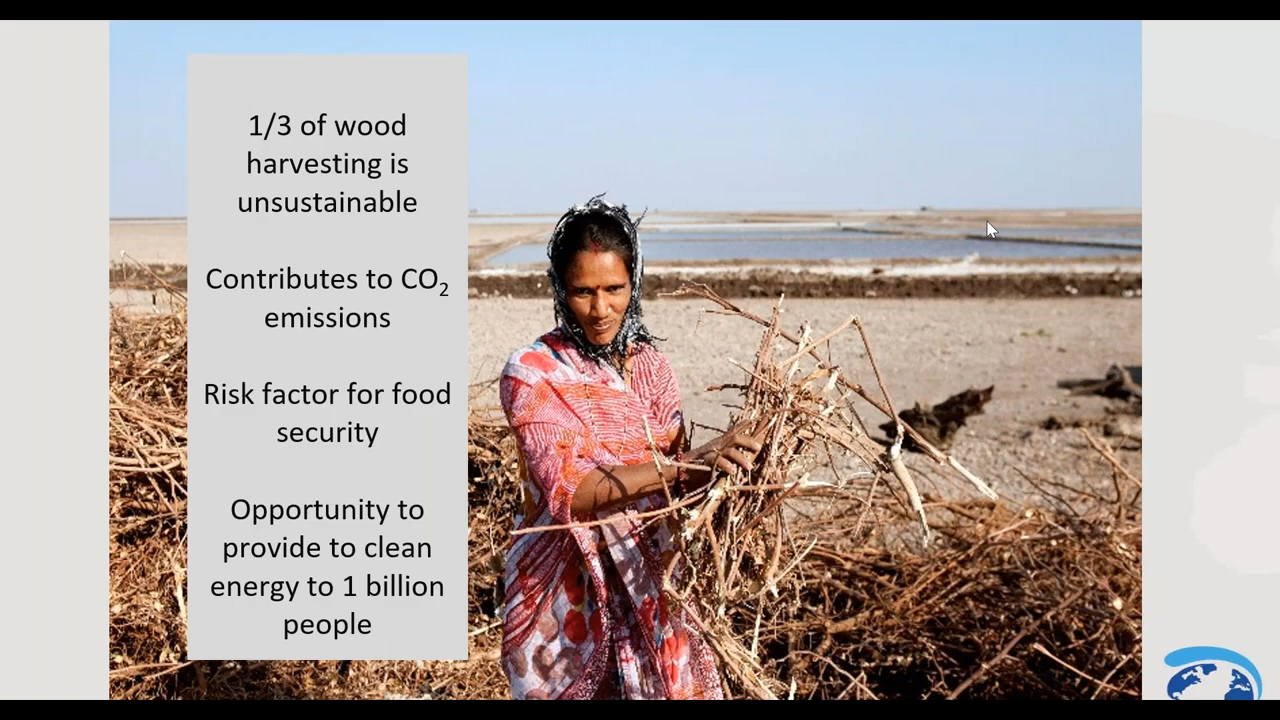 1/3 of wood
harvesting is
unsustainable
Contributes to CO₂
emissions
Risk factor for food
security
Opportunity to
provide to clean
energy to 1 billion
people